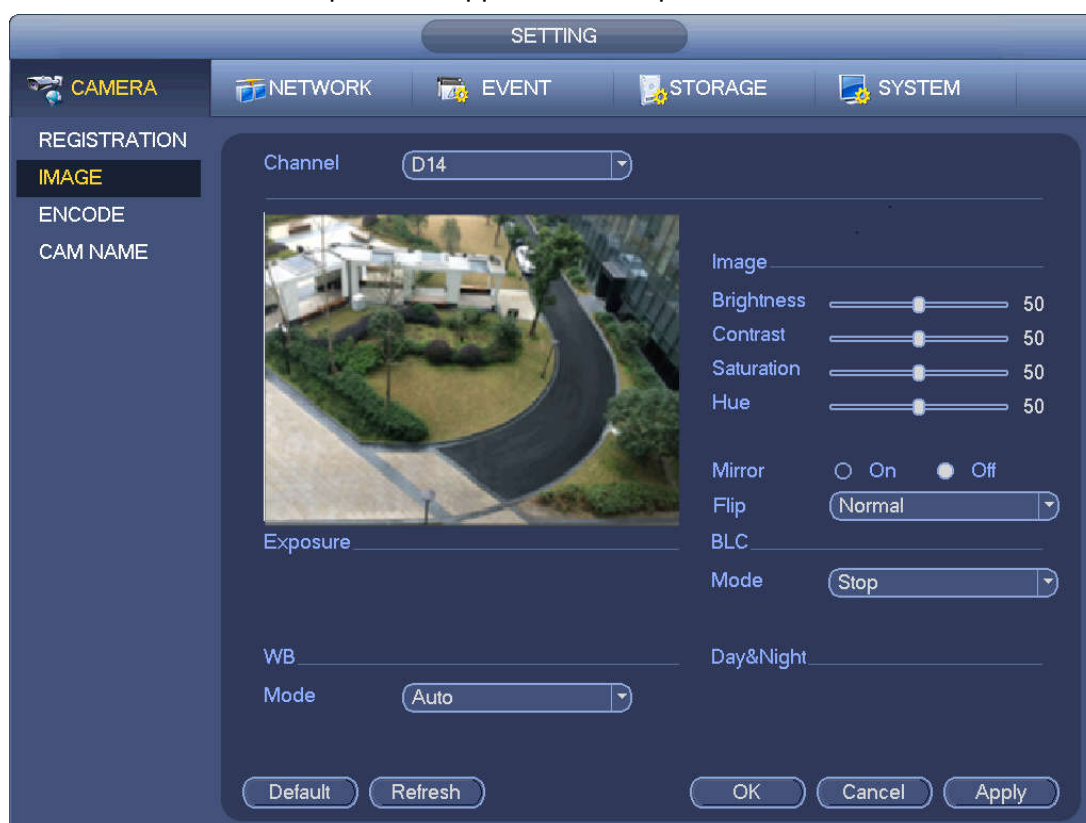 SETTING
CAMERA NETWORK EVENT STORAGE SYSTEM
REGISTRATION
IMAGE
ENCODE
CAM NAME
Channel D14
Image
Brightness 50
Contrast 50
Saturation 50
Hue 50
Mirror On Off
Flip Normal
Exposure BLC
Mode Stop
WB Day&Night
Mode Auto
Default Refresh OK Cancel Apply